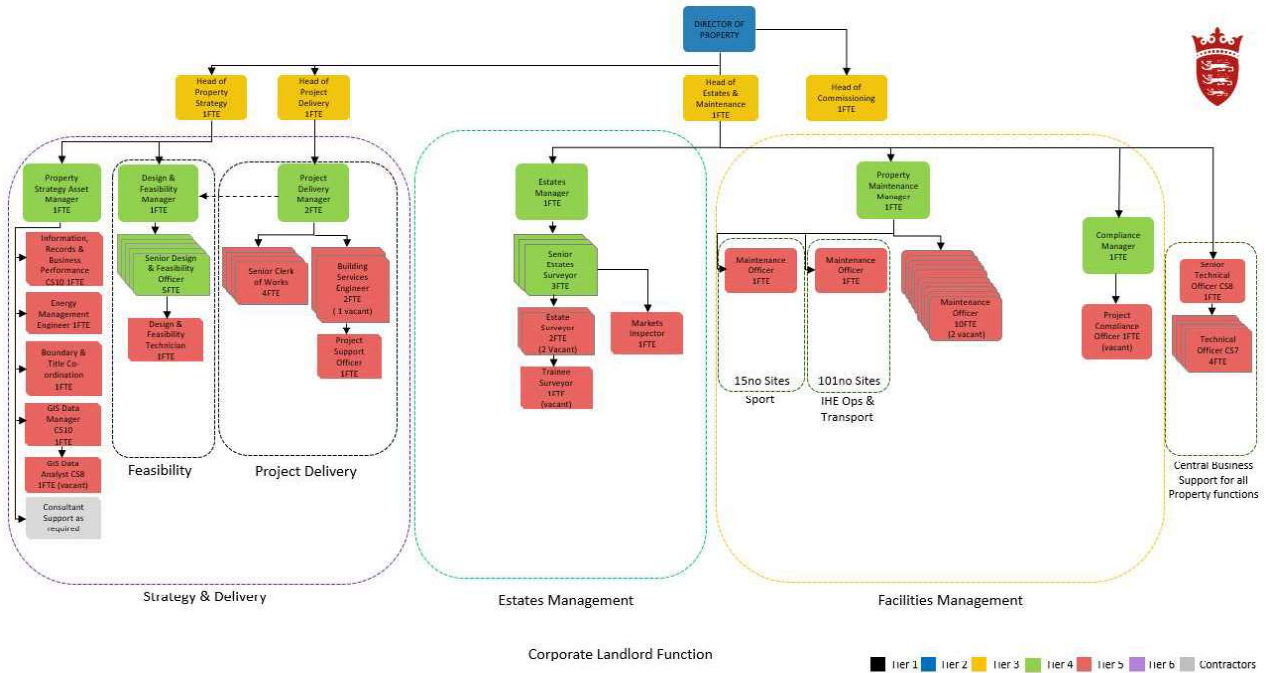 DIRECTOR OF
PROPERTY
Head of
Property
Strategy
1FTE
Head of
Project
Delivery
1FTE
Head of
Estates &
Maintenance
1FTE
Head of
Commissioning
1FTE
Property
Strategy Asset
Manager
1FTE
Design &
Feasibility
Manager
1FTE
Project
Delivery
Manager
2FTE
Estates
Manager
1FTE
Property
Maintenance
Manager
1FTE
Compliance
Manager
1FTE
Information,
Records &
Business
Performance
CS10 1FTE
Energy
Management
Engineer 1FTE
Boundary &
Title Co-
ordination
1FTE
GIS Data
Manager
CS10
1FTE
GIS Data
Analyst CS8
1FTE (vacant)
Consultant
Support as
required
Senior Design
& Feasibility
Officer
5FTE
Design &
Feasibility
Technician
1FTE
Feasibility
Senior Clerk
of Works
4FTE
Building
Services
Engineer
2FTE
( 1 vacant)
Project
Support
Officer
1FTE
Project Delivery
Senior
Estates
Surveyor
3FTE
Estate
Surveyor
2FTE
(2 Vacant)
Trainee
Surveyor
1FTE
(vacant)
Markets
Inspector
1FTE
Maintenance
Officer
1FTE
15no Sites
Sport
Maintenance
Officer
1FTE
101no Sites
IHE Ops &
Transport
Maintenance
Officer
10FTE
(2 vacant)
Project
Compliance
Officer 1FTE
(vacant)
Senior
Technical
Officer CS8
1FTE
Technical
Officer CS7
4FTE
Central Business
Support for all
Property functions
Strategy & Delivery
Estates Management
Facilities Management
Corporate Landlord Function
Tier 1 Tier 2 Tier 3 Tier 4 Tier 5 Tier 6 Contractors